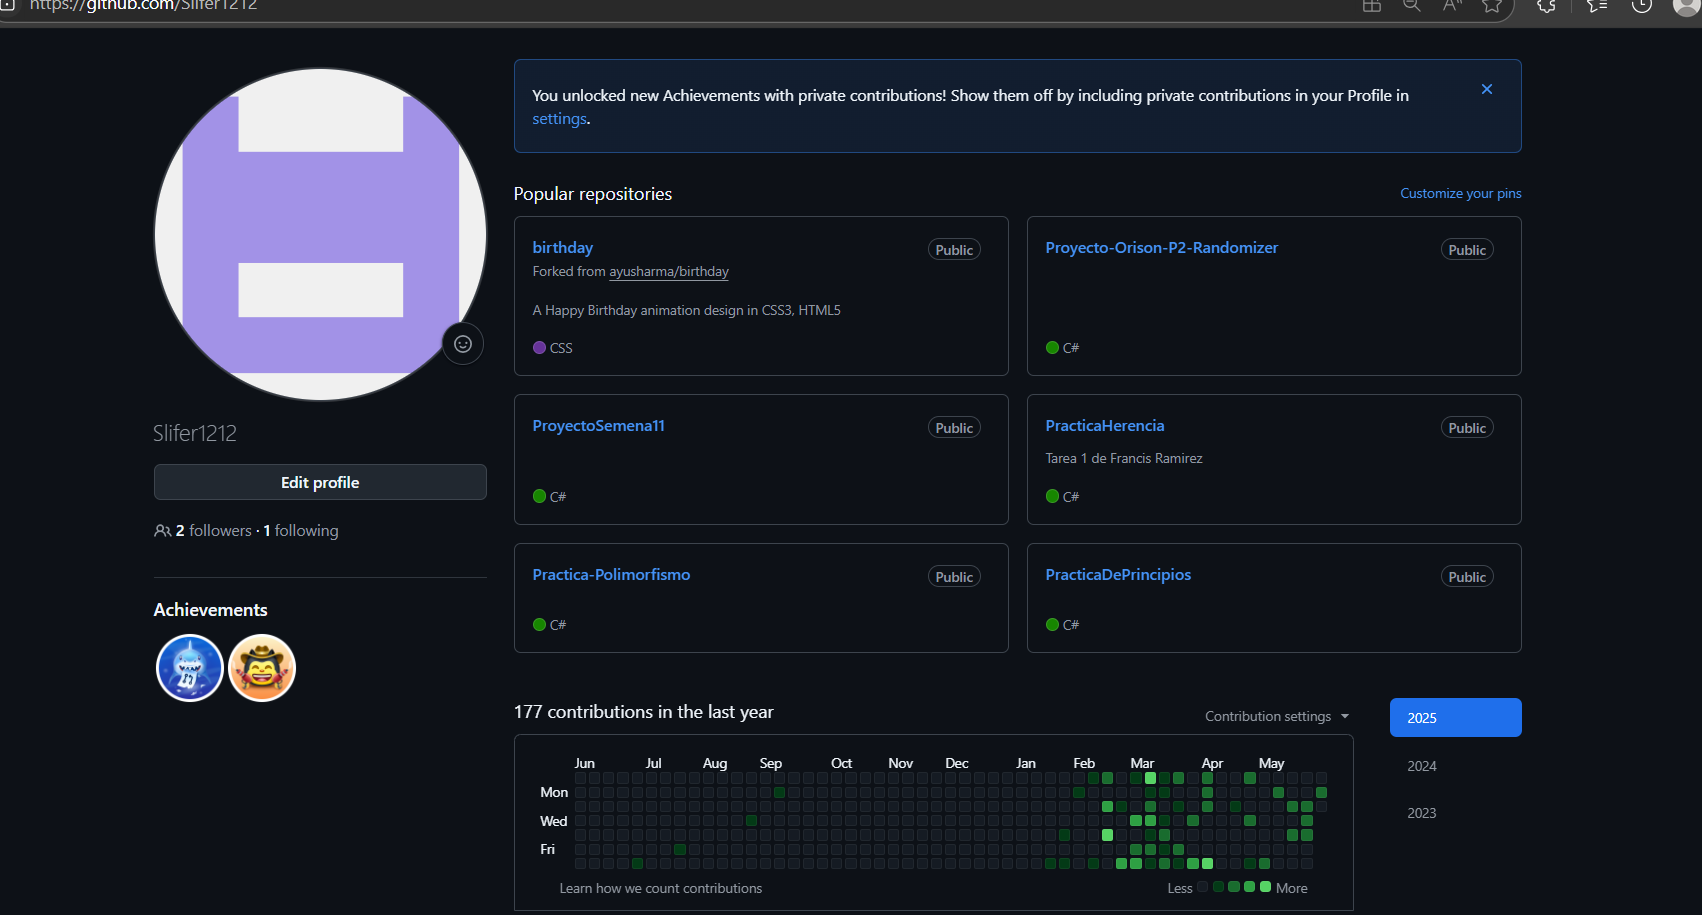 https://github.com/Slifer1212
You unlocked new Achievements with private contributions! Show them off by including private contributions in your Profile in
settings.
Popular repositories
Customize your pins
birthday
Public
Forked from ayusharma/birthday
A Happy Birthday animation design in CSS3, HTML5
CSS
Proyecto-Orison-P2-Randomizer
Public
C#
ProyectoSemena11
Public
C#
PracticaHerencia
Public
Tarea 1 de Francis Ramirez
C#
Practica-Polimorfismo
Public
C#
PracticaDePrincipios
Public
C#
Slifer1212
Edit profile
2 followers · 1 following
Achievements
177 contributions in the last year
Contribution settings
2025
2024
2023
Jun Jul Aug Sep Oct Nov Dec Jan Feb Mar Apr May
Mon
Wed
Fri
Learn how we count contributions
Less More